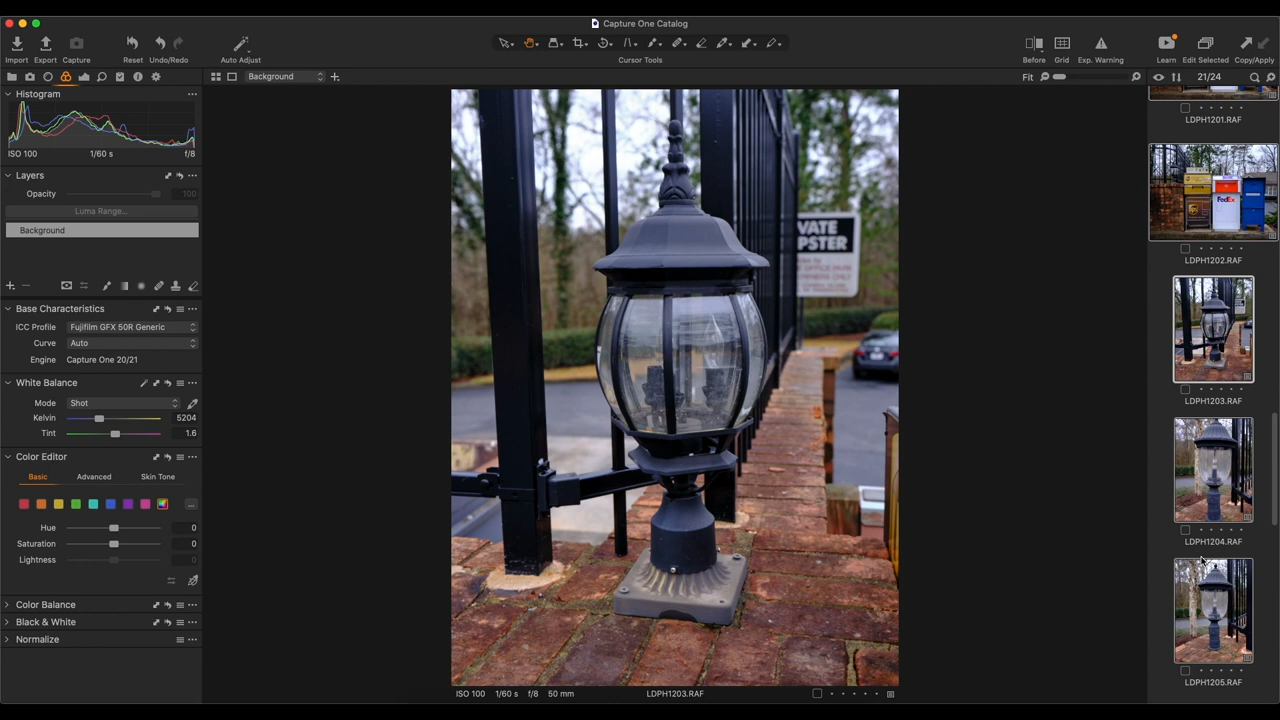 Capture One Catalog
Import Export Capture Reset Undo/Redo Auto Adjust Cursor Tools Before Grid Exp. Warning Learn Edit Selected Copy/Apply
Background Fit 21/24
Histogram
ISO 100 1/60 s f/8
Layers
Opacity 100
Luma Range...
Background
Base Characteristics
ICC Profile Fujifilm GFX 50R Generic
Curve Auto
Engine Capture One 20/21
White Balance
Mode Shot
Kelvin 5204
Tint 1.6
Color Editor
Basic Advanced Skin Tone
Hue 0
Saturation 0
Lightness 0
Color Balance
Black & White
Normalize
VATE
PSTER
ISO 100 1/60 s f/8 50 mm LDPH1203.RAF
LDPH1201.RAF
UPS
FedEx
LDPH1202.RAF
LDPH1203.RAF
LDPH1204.RAF
LDPH1205.RAF